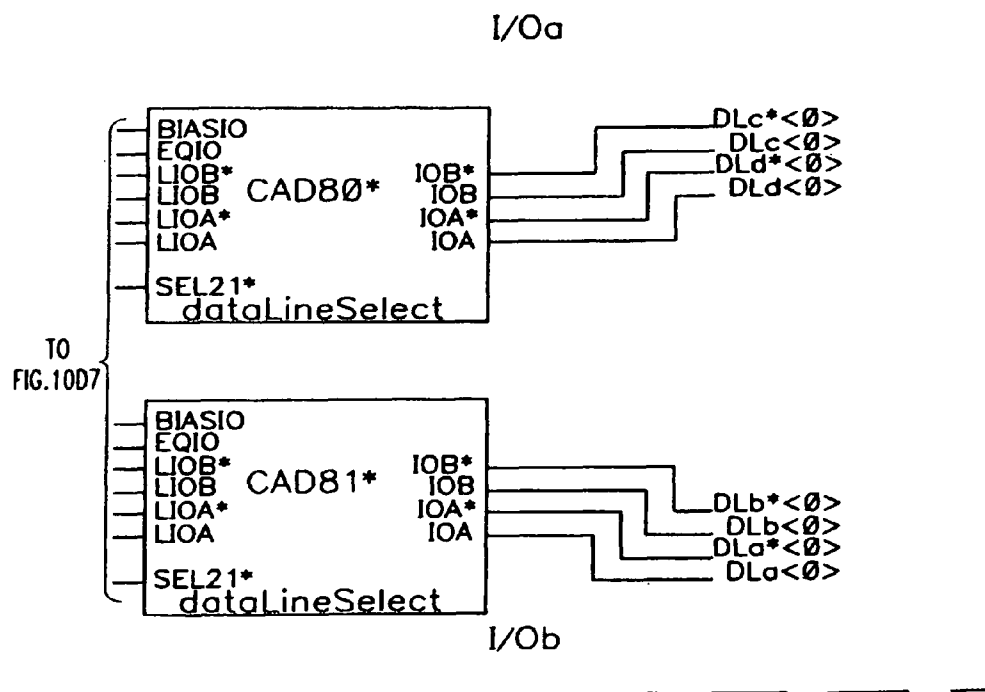 I/Oa
BIASIO
EQIO
LIOB*
LIOB
LIOA*
LIOA
SEL21*
CAD8Ø*
dataLineSelect
IOB*
IOB
IOA*
IOA
DLc*<Ø>
DLc<Ø>
DLd*<Ø>
DLd<Ø>
TO
FIG.10D7
BIASIO
EQIO
LIOB*
LIOB
LIOA*
LIOA
SEL21*
CAD81*
dataLineSelect
IOB*
IOB
IOA*
IOA
DLb*<Ø>
DLb<Ø>
DLa*<Ø>
DLa<Ø>
I/Ob